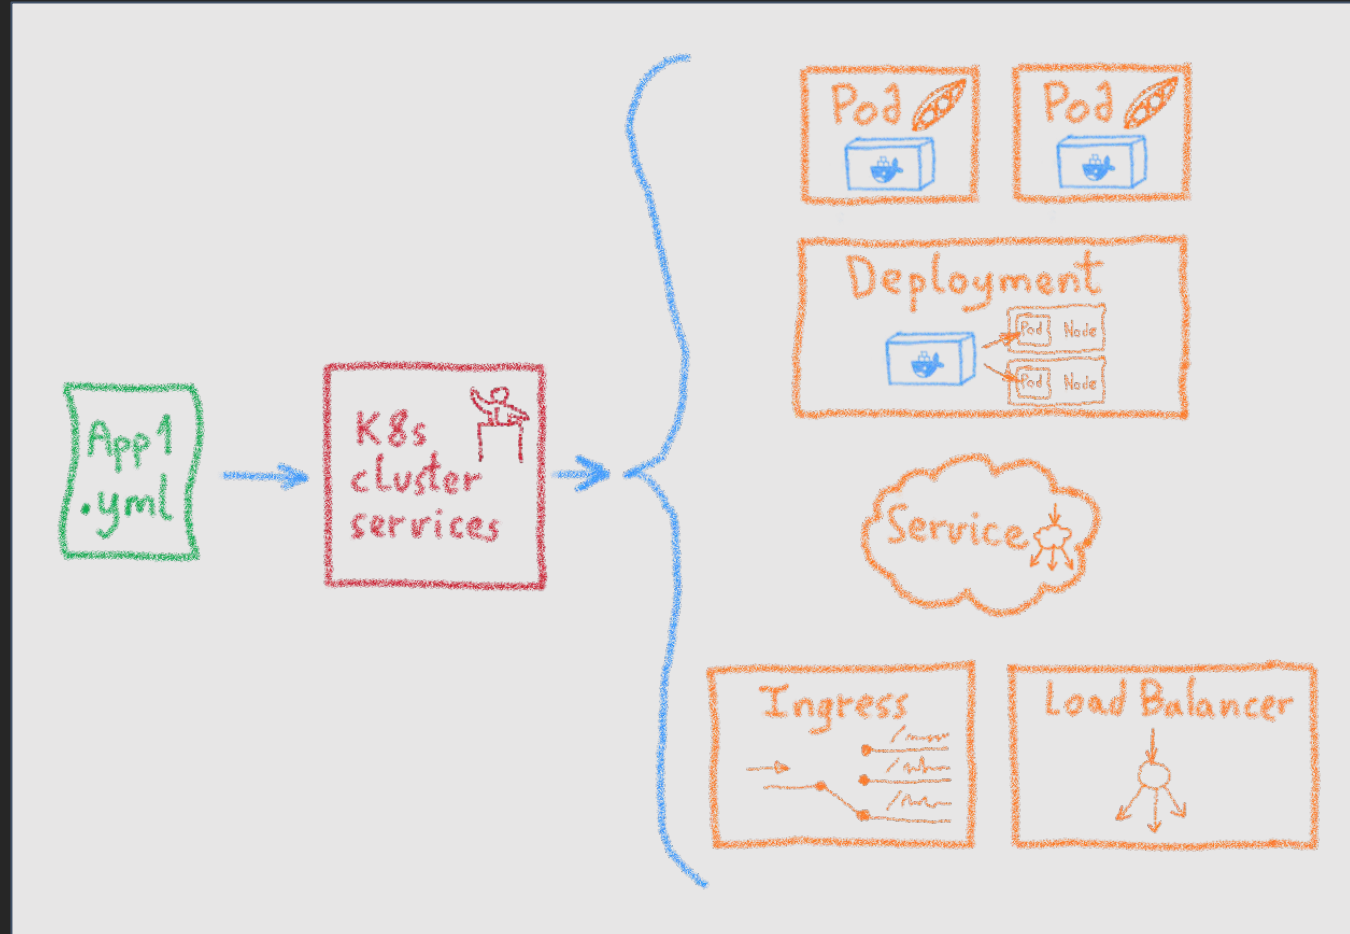 App1
.yml
K8s
cluster
services
Pod
Pod
Deployment
Pod Node
Pod Node
Service
Ingress
Load Balancer